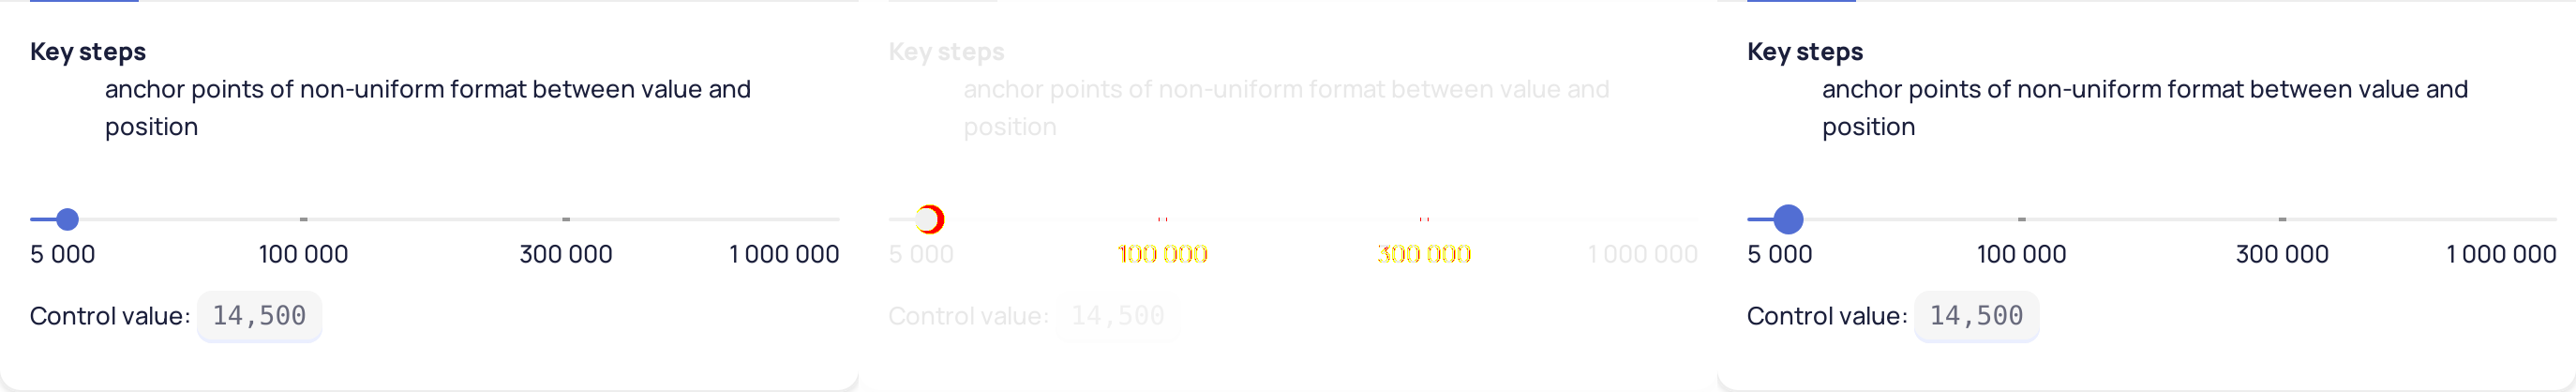 Key steps
anchor points of non-uniform format between value and
position
5 000 100 000 300 000 1 000 000
Control value: 14,500
Key steps
anchor points of non-uniform format between value and
position
5 000 100 000 300 000 1 000 000
Control value: 14,500
Key steps
anchor points of non-uniform format between value and
position
5 000 100 000 300 000 1 000 000
Control value: 14,500